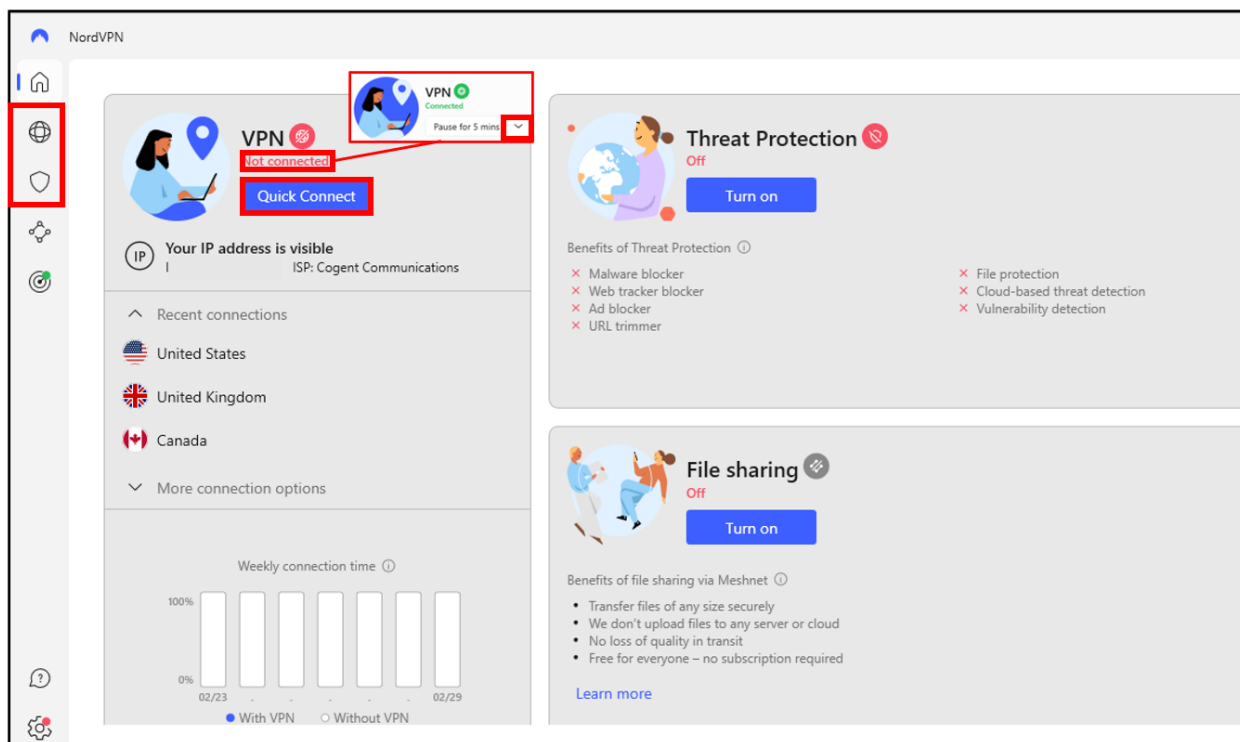 NordVPN
VPN
Connected
Pause for 5 mins
VPN
Not connected
Quick Connect
IP
Your IP address is visible
ISP: Cogent Communications
Recent connections
United States
United Kingdom
Canada
More connection options
Weekly connection time
100%
0%
02/23
02/29
With VPN
Without VPN
Threat Protection
Off
Turn on
Benefits of Threat Protection
Malware blocker
Web tracker blocker
Ad blocker
URL trimmer
File protection
Cloud-based threat detection
Vulnerability detection
File sharing
Off
Turn on
Benefits of file sharing via Meshnet
• Transfer files of any size securely
• We don't upload files to any server or cloud
• No loss of quality in transit
• Free for everyone – no subscription required
Learn more